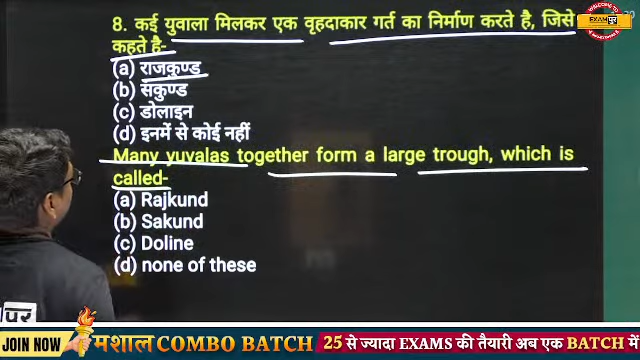 8. कई युवाला मिलकर एक वृहदाकार गर्त का निर्माण करते है, जिसे
कहते है-
(a) राजकुण्ड
(b) सकुण्ड
(c) डोलाइन
(d) इनमें से कोई नहीं
Many yuvalas together form a large trough, which is
called-
(a) Rajkund
(b) Sakund
(c) Doline
(d) none of these
EXAMपुर
पुर
JOIN NOW मशाल COMBO BATCH 25 से ज्यादा EXAMS की तैयारी अब एक BATCH में